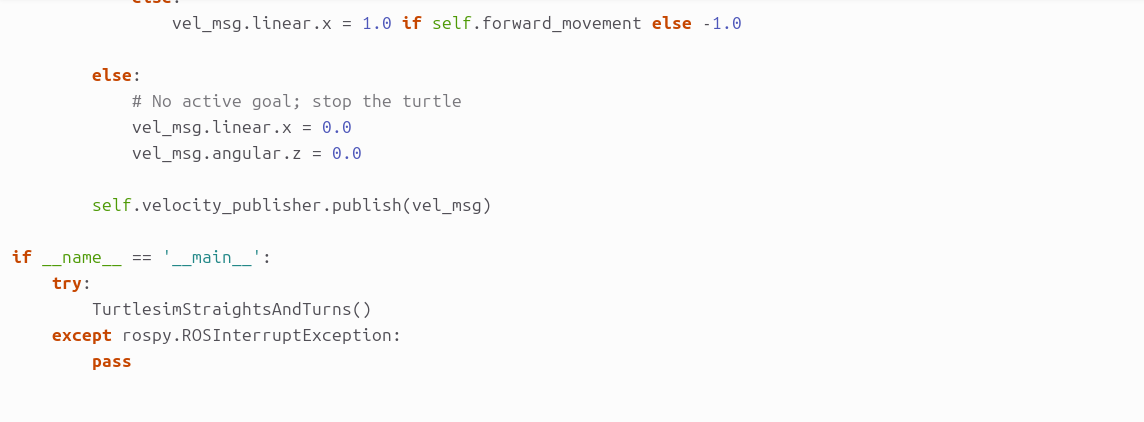 else:
vel_msg.linear.x = 1.0 if self.forward_movement else -1.0
else:
# No active goal; stop the turtle
vel_msg.linear.x = 0.0
vel_msg.angular.z = 0.0
self.velocity_publisher.publish(vel_msg)
if __name__ == '__main__':
try:
TurtlesimStraightsAndTurns()
except rospy.ROSInterruptException:
pass